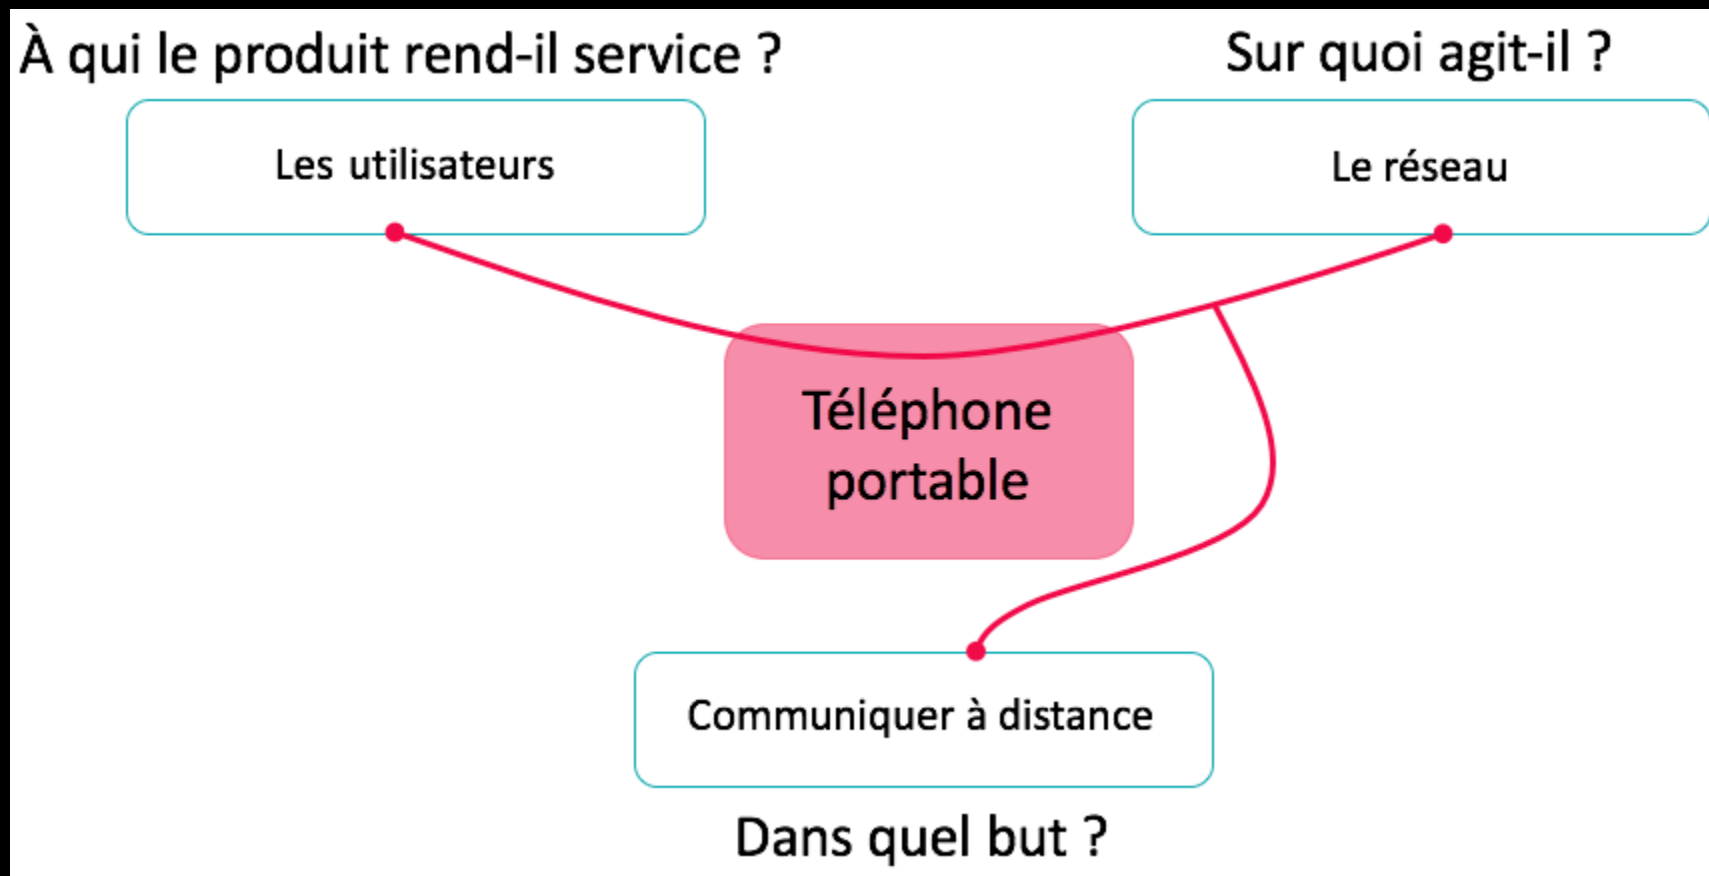 À qui le produit rend-il service ?
Sur quoi agit-il ?
Les utilisateurs
Le réseau
Téléphone
portable
Communiquer à distance
Dans quel but ?